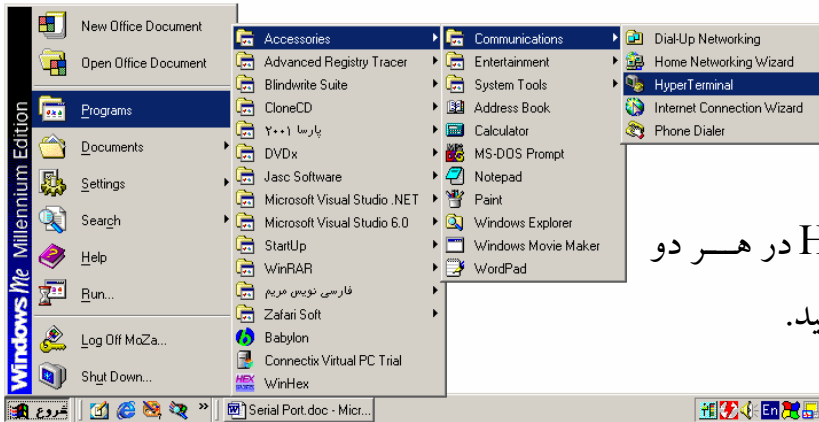 Windows Me Millennium Edition
New Office Document
Open Office Document
Programs
Documents
Settings
Search
Help
Run...
Log Off MoZa...
Shut Down...
Accessories
Advanced Registry Tracer
Blindwrite Suite
CloneCD
پارسا ۲۰۰۱
DVDx
Jasc Software
Microsoft Visual Studio .NET
Microsoft Visual Studio 6.0
StartUp
WinRAR
فارسی نویس مریم
Zafari Soft
Babylon
Connectix Virtual PC Trial
WinHex
Communications
Entertainment
System Tools
Address Book
Calculator
MS-DOS Prompt
Notepad
Paint
Windows Explorer
Windows Movie Maker
WordPad
Dial-Up Networking
Home Networking Wizard
HyperTerminal
Internet Connection Wizard
Phone Dialer
در هر دو
ید.
شروع
Serial Port.doc - Micr...
En